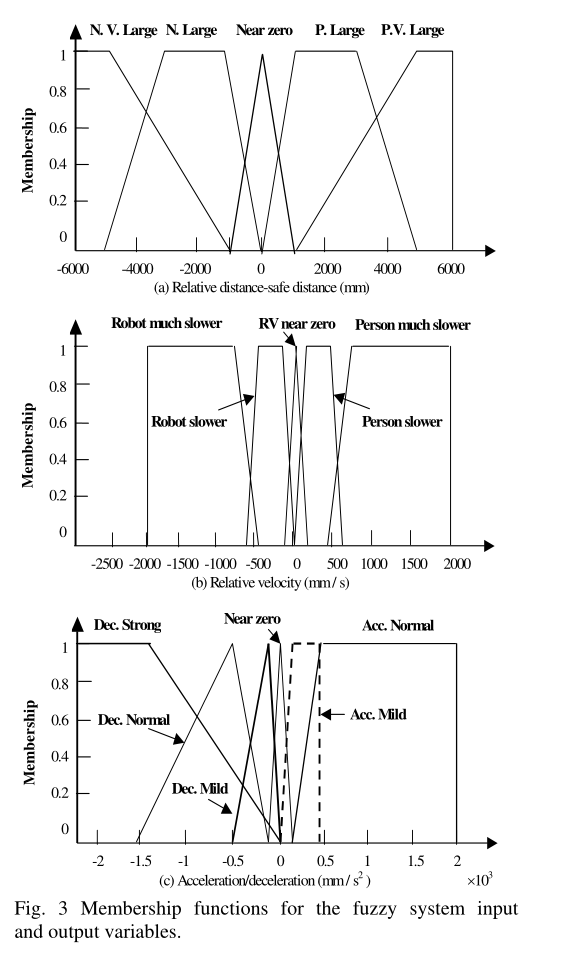 N. V. Large N. Large Near zero P. Large P.V. Large
1
0.8
0.6
0.4
0.2
0
Membership
-6000 -4000 -2000 0 2000 4000 6000
(a) Relative distance-safe distance (mm)
Robot much slower RV near zero Person much slower
1
0.8
0.6
0.4
0.2
0
Membership
Robot slower Person slower
-2500 -2000 -1500 -1000 -500 0 500 1000 1500 2000
(b) Relative velocity (mm / s)
Dec. Strong Near zero Acc. Normal
1
0.8
0.6
0.4
0.2
0
Membership
Dec. Normal Acc. Mild
Dec. Mild
-2 -1.5 -1 -0.5 0 0.5 1 1.5 2
(c) Acceleration/deceleration (mm / s²) ×10³
Fig. 3 Membership functions for the fuzzy system input
and output variables.